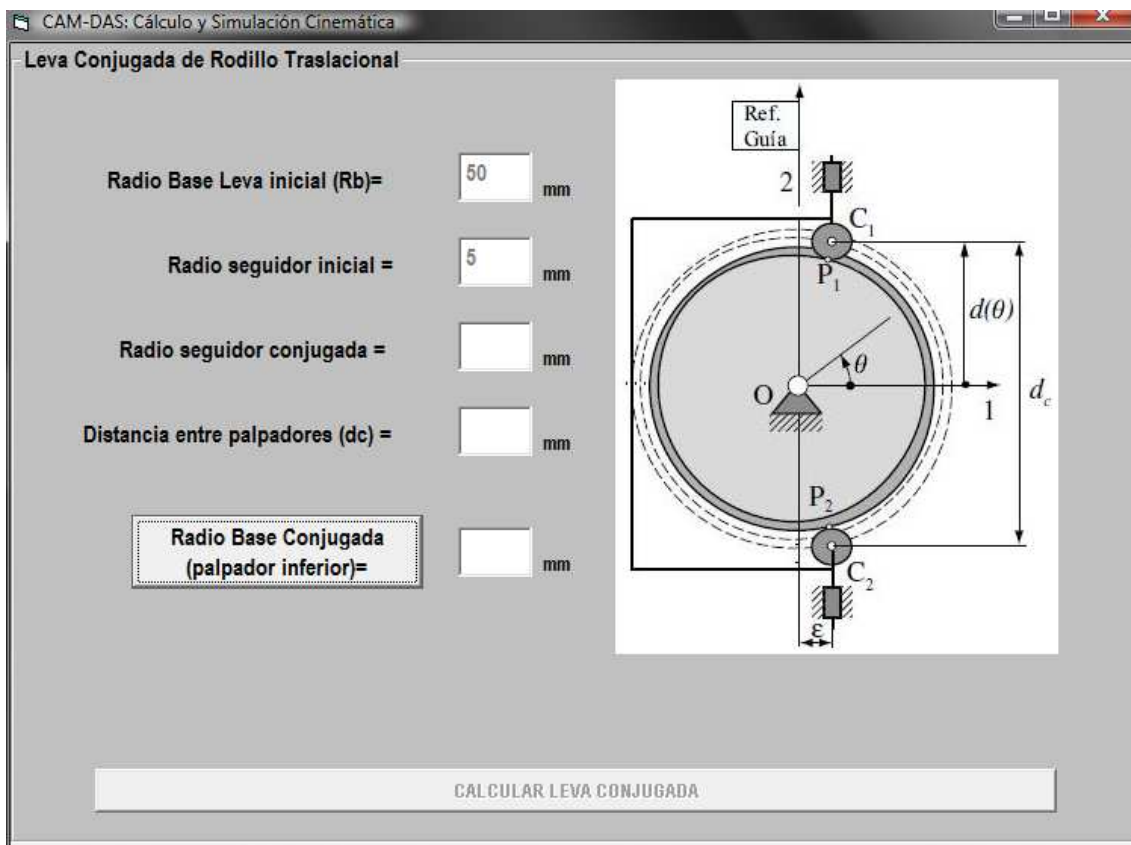 CAM-DAS: Cálculo y Simulación Cinemática
Leva Conjugada de Rodillo Traslacional
Radio Base Leva inicial (Rb)= 50 mm
Radio seguidor inicial = 5 mm
Radio seguidor conjugada = mm
Distancia entre palpadores (dc) = mm
Radio Base Conjugada
(palpador inferior)= mm
Ref.
Guía
2
C1
P1
d(θ)
θ
O
1
dc
P2
C2
ε
CALCULAR LEVA CONJUGADA